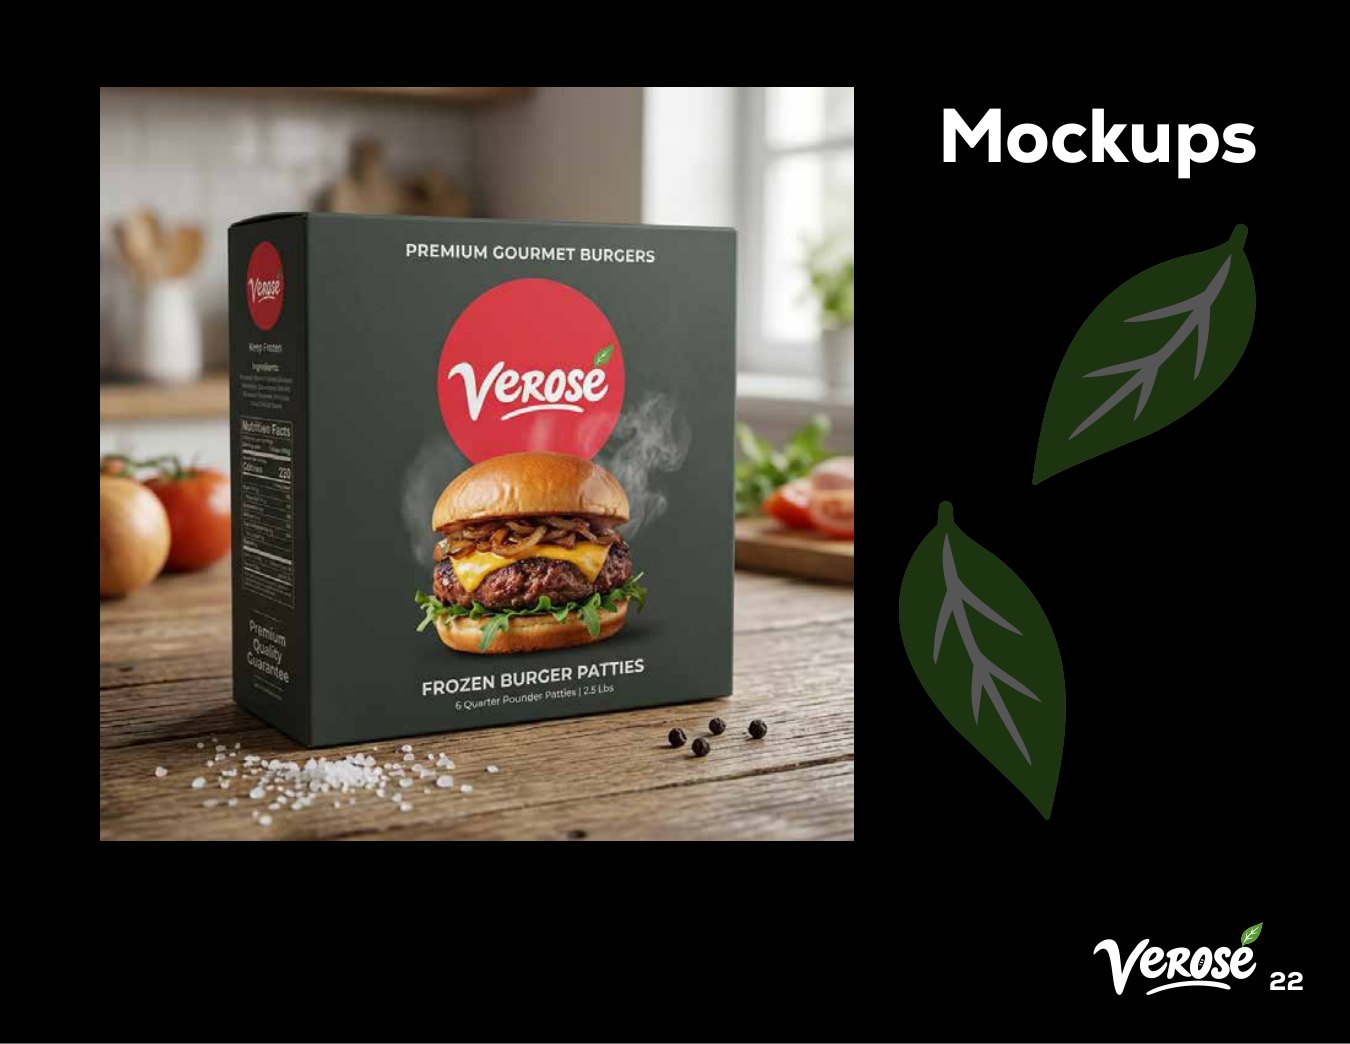 Mockups
PREMIUM GOURMET BURGERS
Verosé
FROZEN BURGER PATTIES
6 Quarter Pounder Patties | 2.5 Lbs
Verosé
Keep Frozen
Ingredients
Nutrition Facts
Calories 220
Premium
Quality
Guarantee
Verosé
22